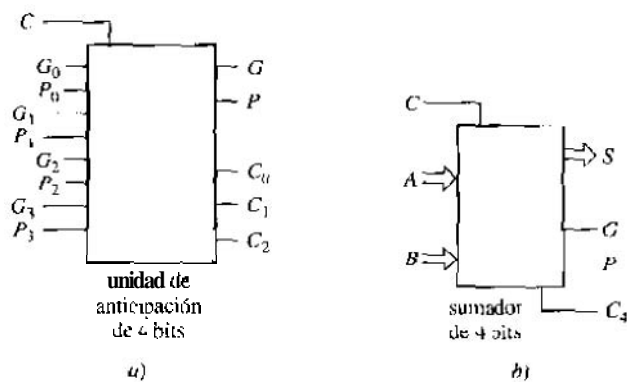 C
G₀
P₀
G₁
P₁
G₂
P₂
G₃
P₃
G
P
C₀
C₁
C₂
unidad de
anticipación
de 4 bits
a)
C
A
B
S
G
P
C₄
sumador
de 4 bits
b)